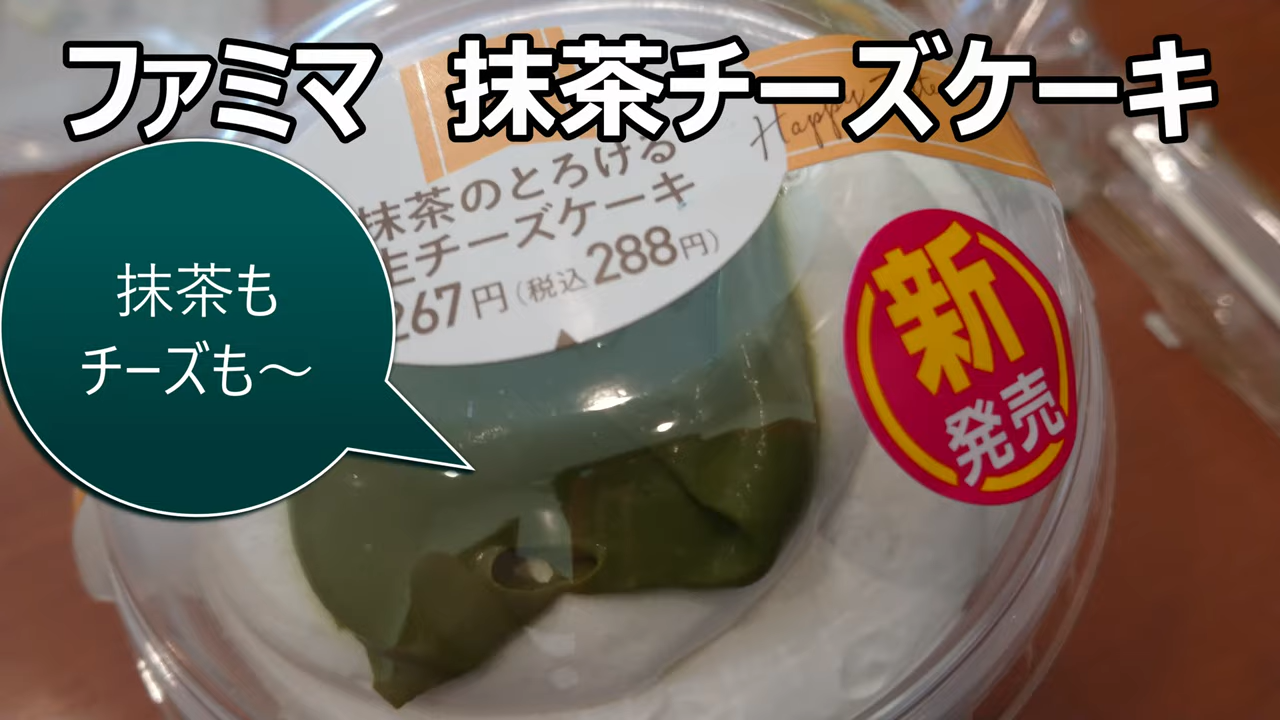 ファミマ 抹茶チーズケーキ
Happy
抹茶のとろける
生チーズケーキ
267円(税込288円)
新
発売
抹茶も
チーズも～